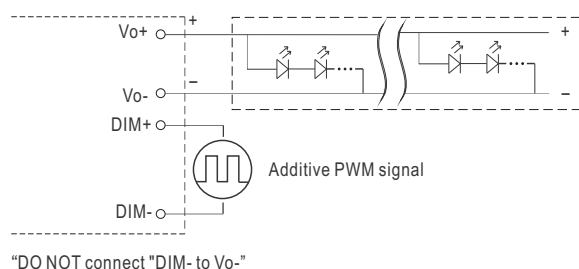 Vo+
+
+
−
−
Vo-
DIM+
Additive PWM signal
DIM-
“DO NOT connect "DIM- to Vo-”